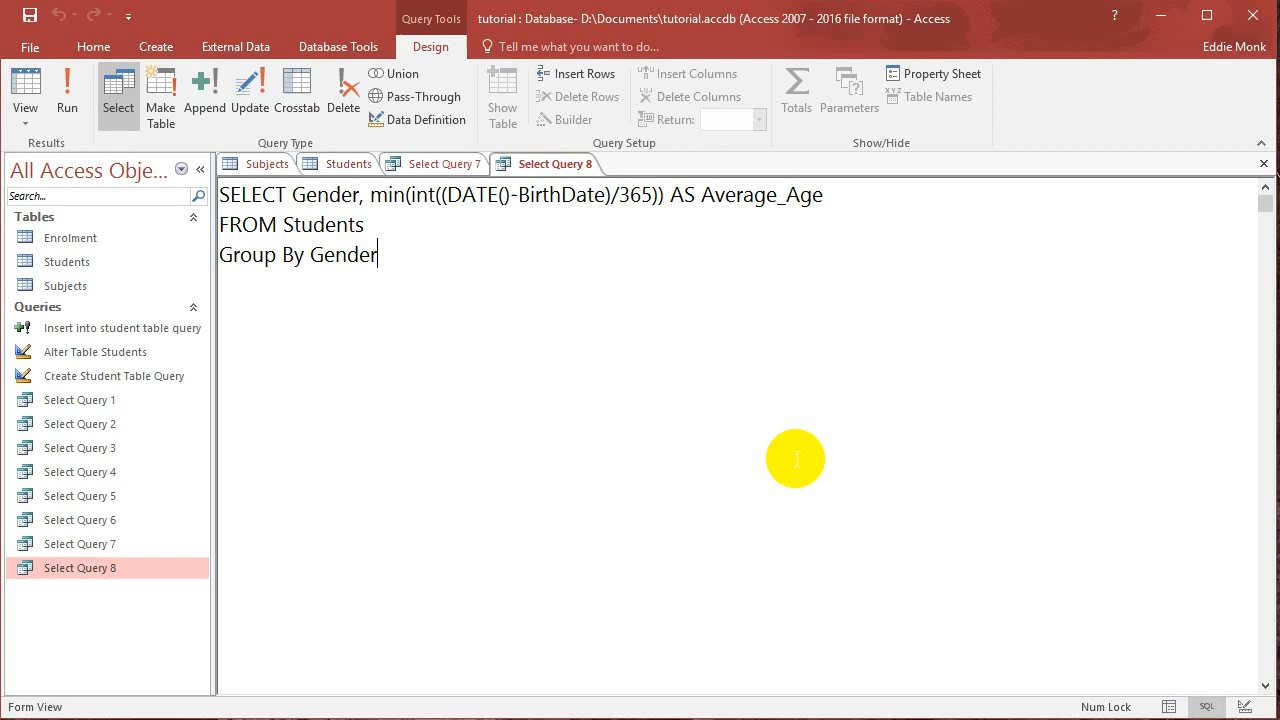 Query Tools
tutorial : Database- D:\Documents\tutorial.accdb (Access 2007 - 2016 file format) - Access
?
File
Home
Create
External Data
Database Tools
Design
Tell me what you want to do...
Eddie Monk
View
Run
Select
Make Table
Append
Update
Crosstab
Delete
Union
Pass-Through
Data Definition
Show Table
Insert Rows
Delete Rows
Builder
Insert Columns
Delete Columns
Return:
Totals
Parameters
Property Sheet
XYZ
Table Names
Results
Query Type
Query Setup
Show/Hide
All Access Obje...
Search...
Tables
Enrolment
Students
Subjects
Queries
Insert into student table query
Alter Table Students
Create Student Table Query
Select Query 1
Select Query 2
Select Query 3
Select Query 4
Select Query 5
Select Query 6
Select Query 7
Select Query 8
Subjects
Students
Select Query 7
Select Query 8
SELECT Gender, min(int((DATE()-BirthDate)/365)) AS Average_Age
FROM Students
Group By Gender
Form View
Num Lock
SQL